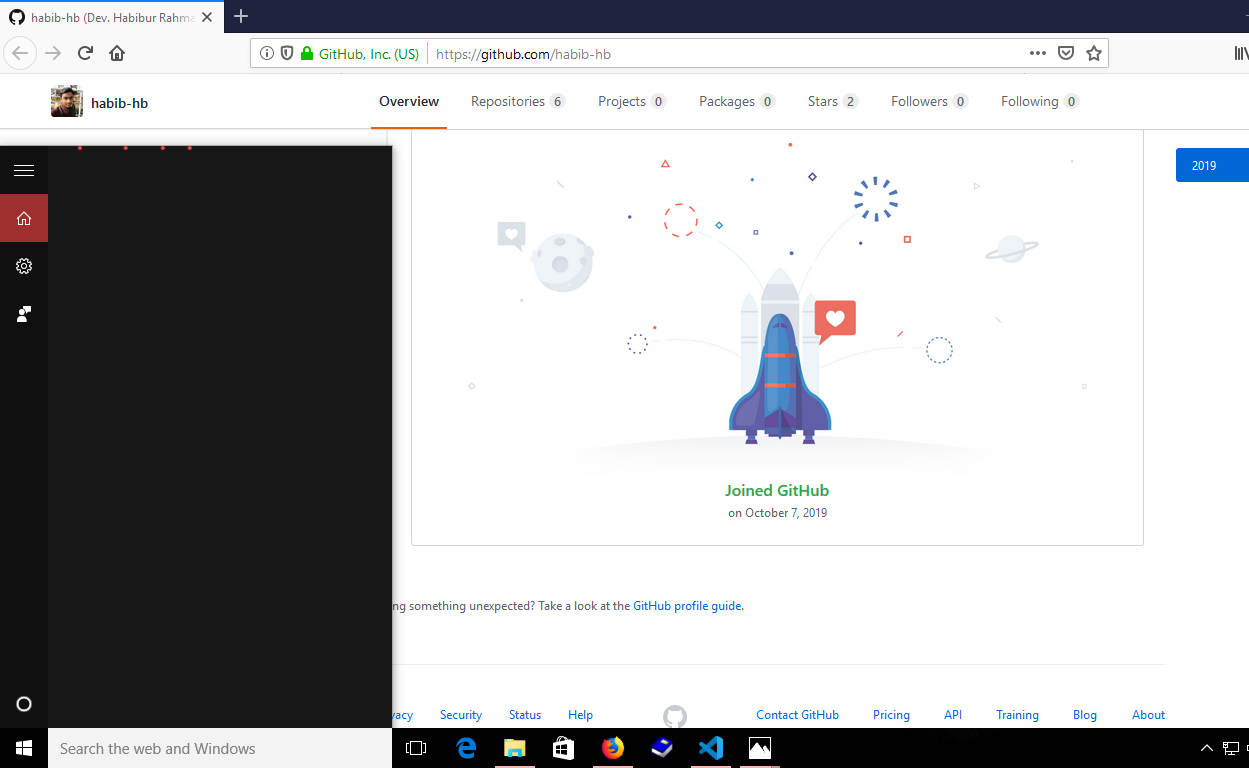 habib-hb (Dev. Habibur Rahma
GitHub, Inc. (US) https://github.com/habib-hb
habib-hb
Overview Repositories 6 Projects 0 Packages 0 Stars 2 Followers 0 Following 0
2019
Joined GitHub
on October 7, 2019
ng something unexpected? Take a look at the GitHub profile guide.
vacy Security Status Help Contact GitHub Pricing API Training Blog About
Search the web and Windows